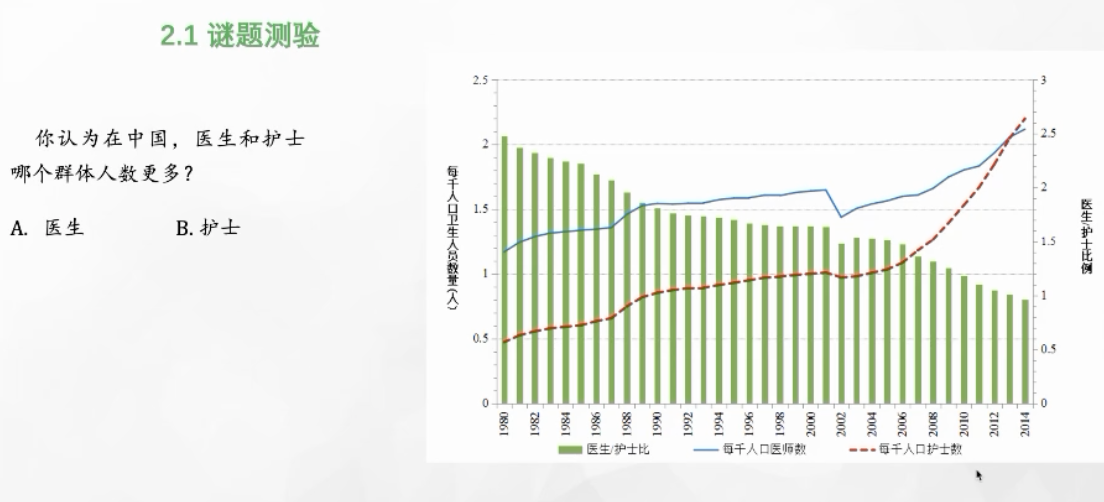 2.1 谜题测验
你认为在中国，医生和护士
哪个群体人数更多？
A. 医生 B.护士
每千人口卫生人员数量（人）
2.5
2
1.5
1
0.5
0
3
2.5
2
1.5
1
0.5
0
医生/护士比例
1980 1982 1984 1986 1988 1990 1992 1994 1996 1998 2000 2002 2004 2006 2008 2010 2012 2014
医生/护士比 每千人口医师数 每千人口护士数